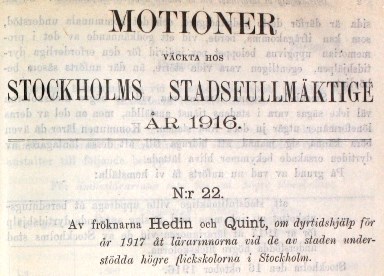 MOTIONER
VÄCKTA HOS
STOCKHOLMS STADSFULLMÄKTIGE
ÅR 1916.
N:r 22.
Av fröknarna Hedin och Quint, om dyrtidshjälp för
år 1917 åt lärarinnorna vid de av staden under-
stödda högre flickskolorna i Stockholm.